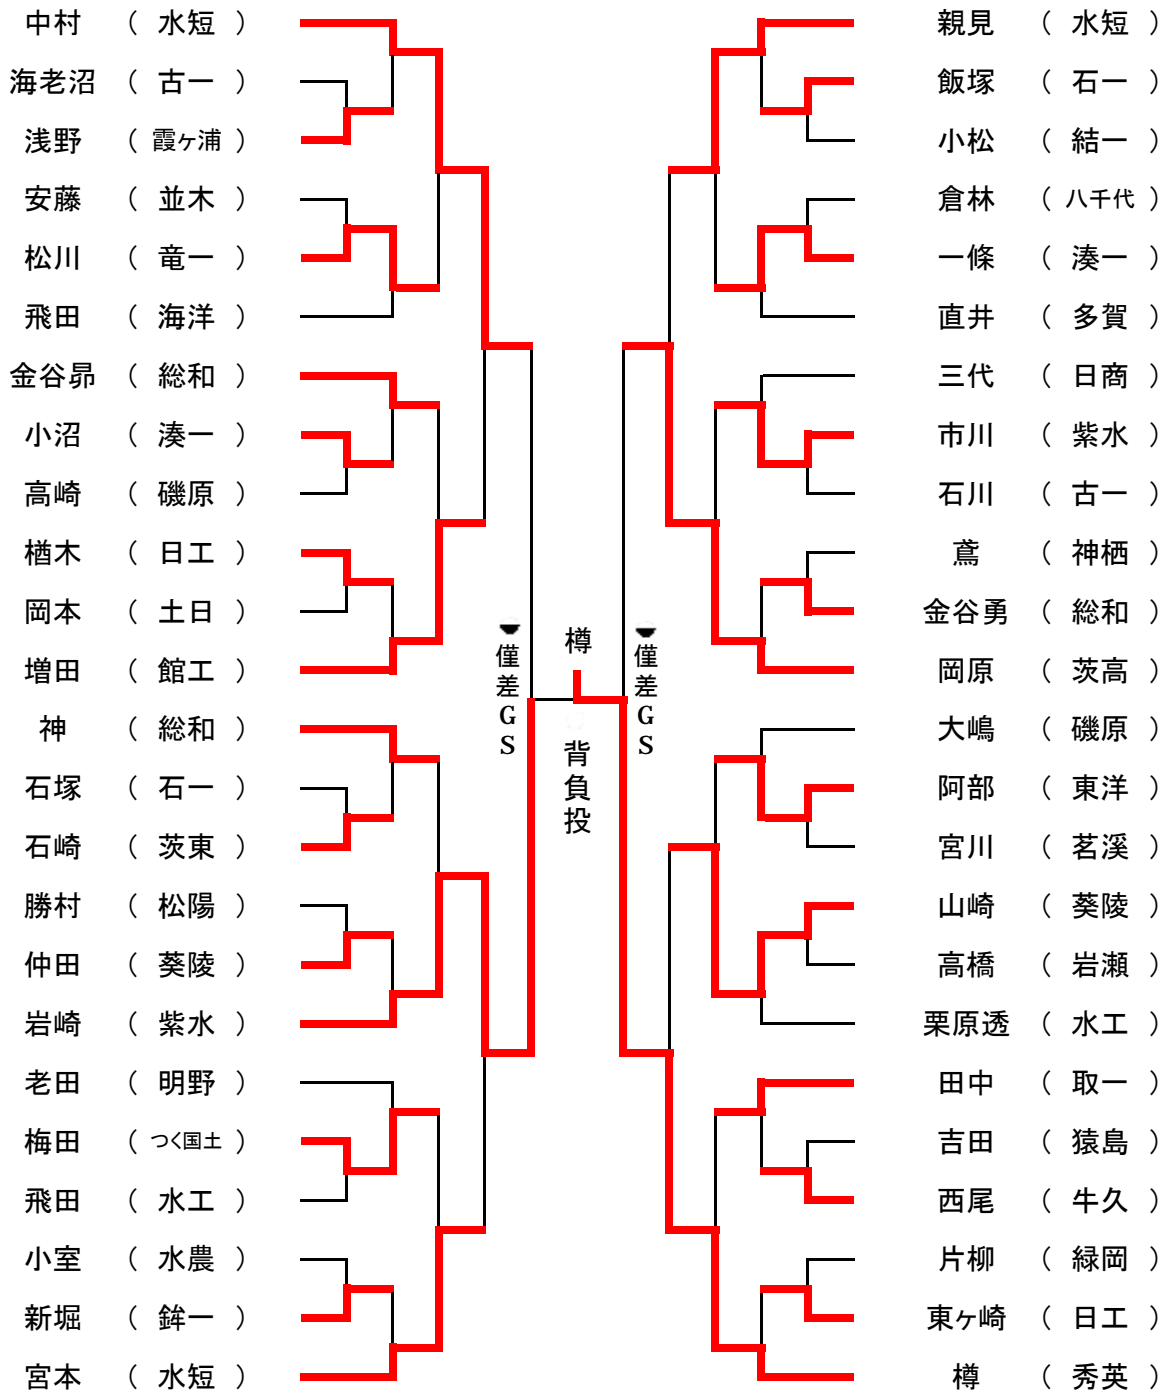 中村 （ 水短 ）
海老沼 （ 古一 ）
浅野 （ 霞ヶ浦 ）
安藤 （ 並木 ）
松川 （ 竜一 ）
飛田 （ 海洋 ）
金谷昴 （ 総和 ）
小沼 （ 湊一 ）
高崎 （ 磯原 ）
楢木 （ 日工 ）
岡本 （ 土日 ）
増田 （ 館工 ）
神 （ 総和 ）
石塚 （ 石一 ）
石崎 （ 茨東 ）
勝村 （ 松陽 ）
仲田 （ 葵陵 ）
岩崎 （ 紫水 ）
老田 （ 明野 ）
梅田 （ つく国土 ）
飛田 （ 水工 ）
小室 （ 水農 ）
新堀 （ 鉾一 ）
宮本 （ 水短 ）
僅差GS
樽
背負投
僅差GS
親見 （ 水短 ）
飯塚 （ 石一 ）
小松 （ 結一 ）
倉林 （ 八千代 ）
一條 （ 湊一 ）
直井 （ 多賀 ）
三代 （ 日商 ）
市川 （ 紫水 ）
石川 （ 古一 ）
鳶 （ 神栖 ）
金谷勇 （ 総和 ）
岡原 （ 茨高 ）
大嶋 （ 磯原 ）
阿部 （ 東洋 ）
宮川 （ 茗溪 ）
山崎 （ 葵陵 ）
高橋 （ 岩瀬 ）
栗原透 （ 水工 ）
田中 （ 取一 ）
吉田 （ 猿島 ）
西尾 （ 牛久 ）
片柳 （ 緑岡 ）
東ヶ崎 （ 日工 ）
樽 （ 秀英 ）